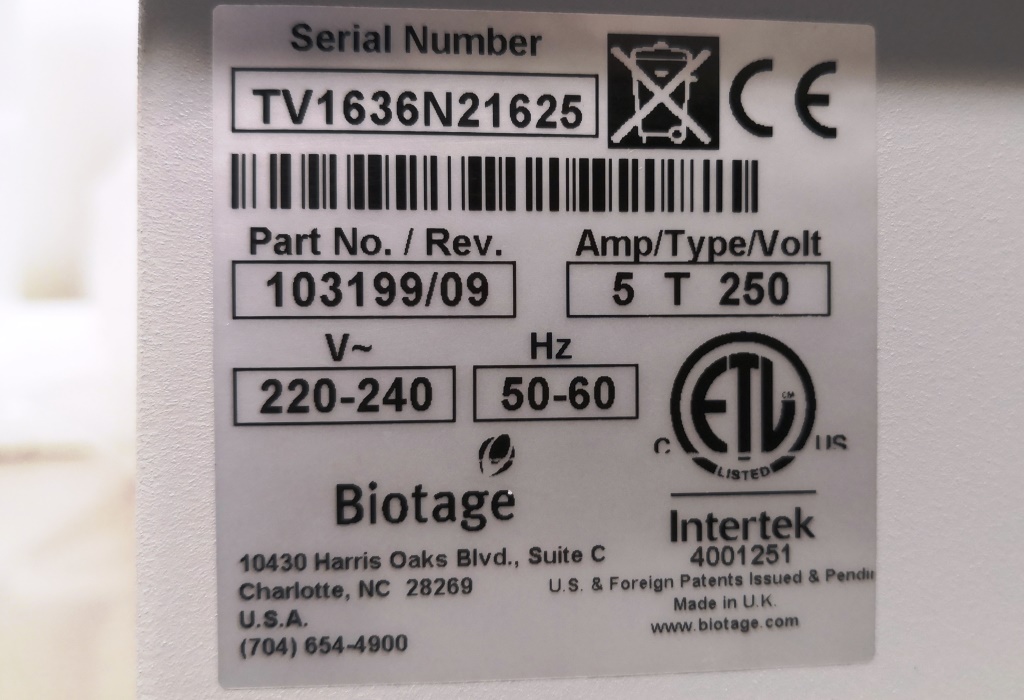 Serial Number
TV1636N21625
CE
Part No. / Rev.
103199/09
Amp/Type/Volt
5 T 250
V~
220-240
Hz
50-60
ETL
CM
C
US
LISTED
Intertek
4001251
Biotage
10430 Harris Oaks Blvd., Suite C
Charlotte, NC 28269
U.S.A.
(704) 654-4900
U.S. & Foreign Patents Issued & Pendin
Made in U.K.
www.biotage.com